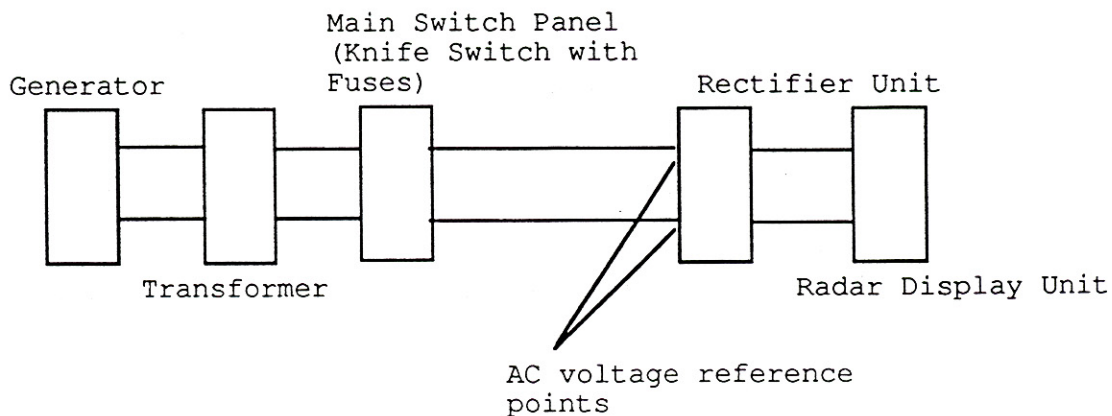 Main Switch Panel
(Knife Switch with
Fuses)
Generator
Rectifier Unit
Transformer
Radar Display Unit
AC voltage reference
points